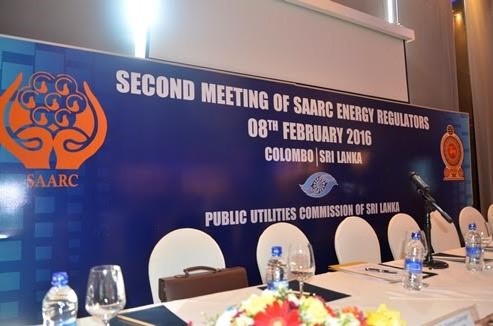 SECOND MEETING OF SAARC ENERGY REGULATORS
08TH FEBRUARY 2016
COLOMBO | SRI LANKA
SAARC
PUBLIC UTILITIES COMMISSION OF SRI LANKA